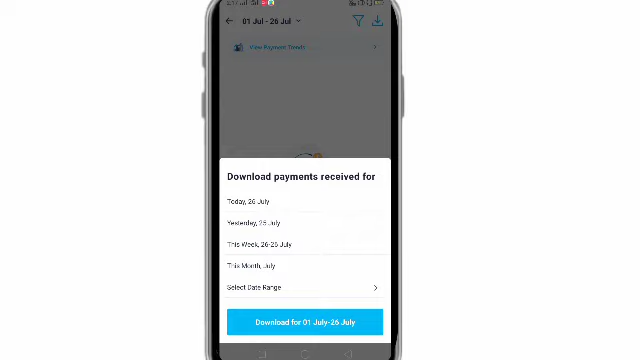 01 Jul - 26 Jul
View Payment Trends
Download payments received for
Today, 26 July
Yesterday, 25 July
This Week, 26-26 July
This Month, July
Select Date Range
Download for 01 July-26 July